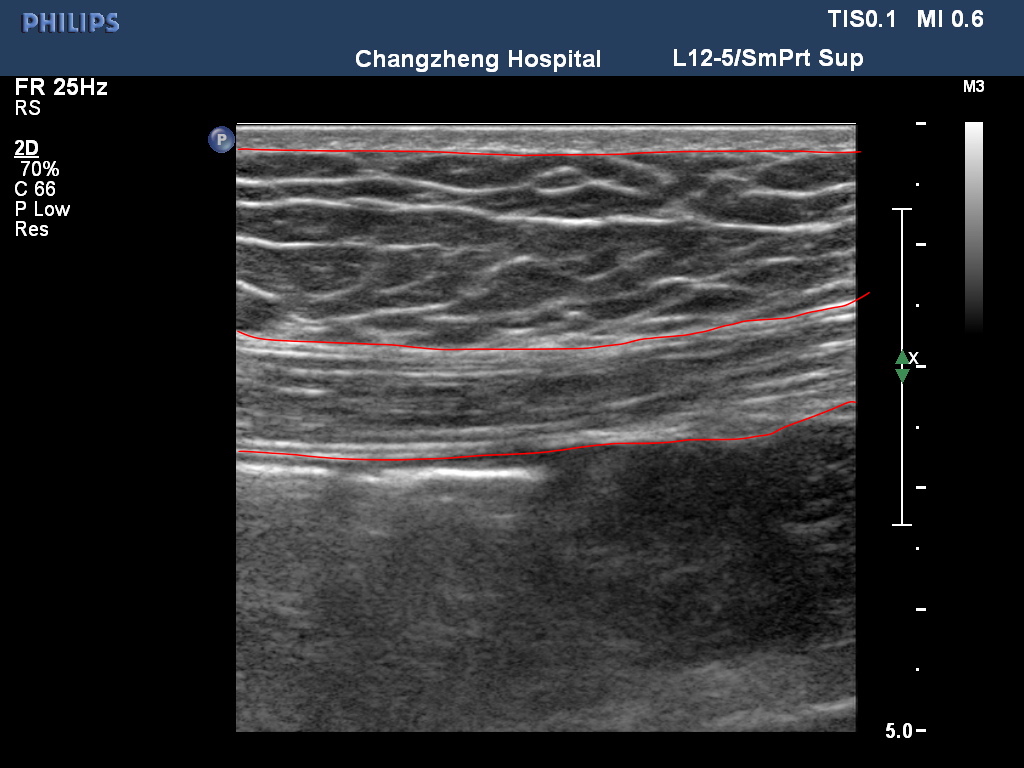 PHILIPS
TIS0.1 MI 0.6
Changzheng Hospital
L12-5/SmPrt Sup
FR 25Hz
RS
M3
P
2D
70%
C 66
P Low
Res
X
5.0